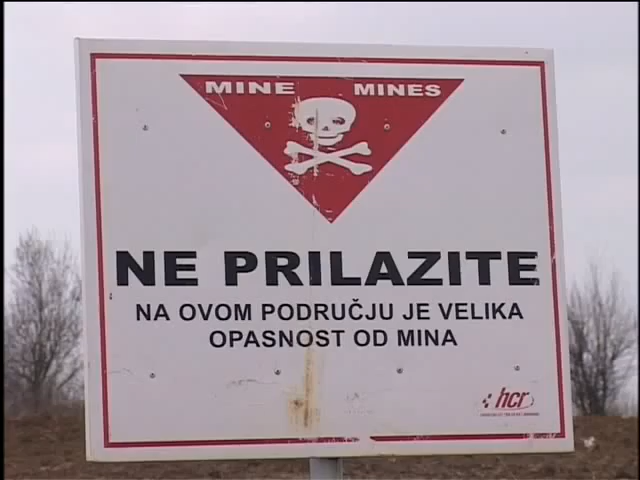 MINE MINES
NE PRILAZITE
NA OVOM PODRUČJU JE VELIKA
OPASNOST OD MINA
hcr